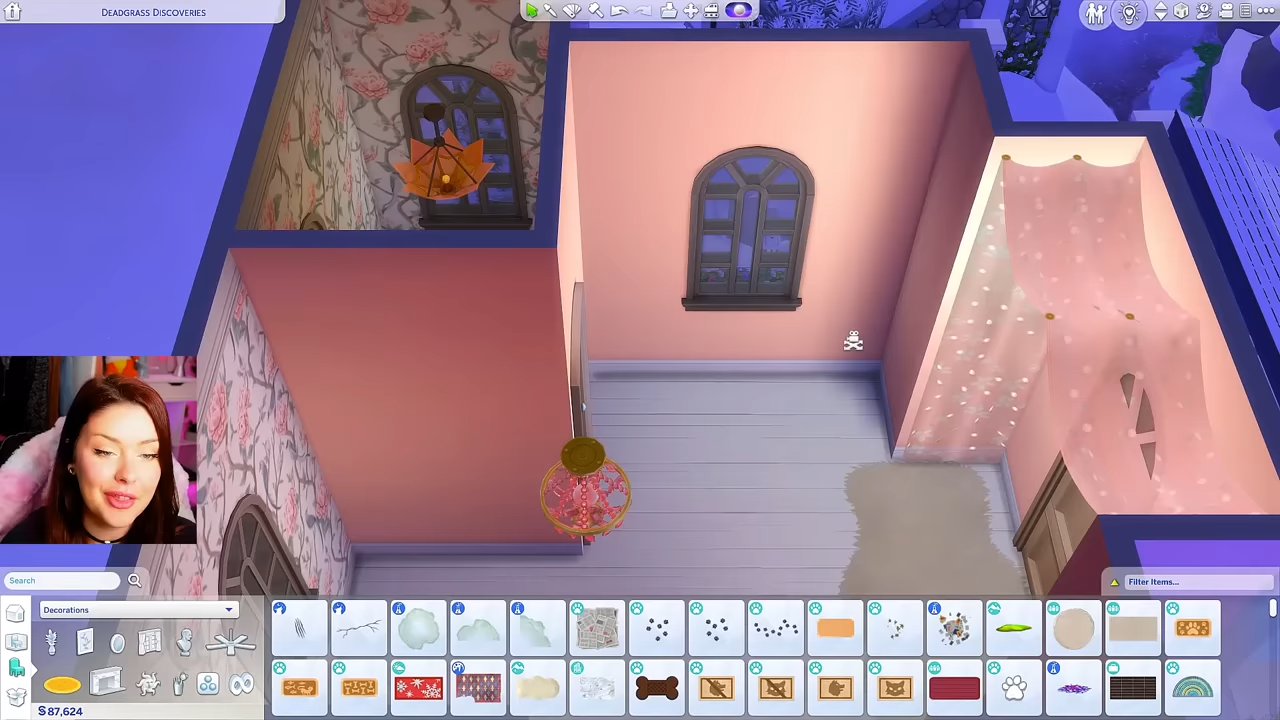 DEADGRASS DISCOVERIES
Search
Filter Items...
Decorations
§87,624